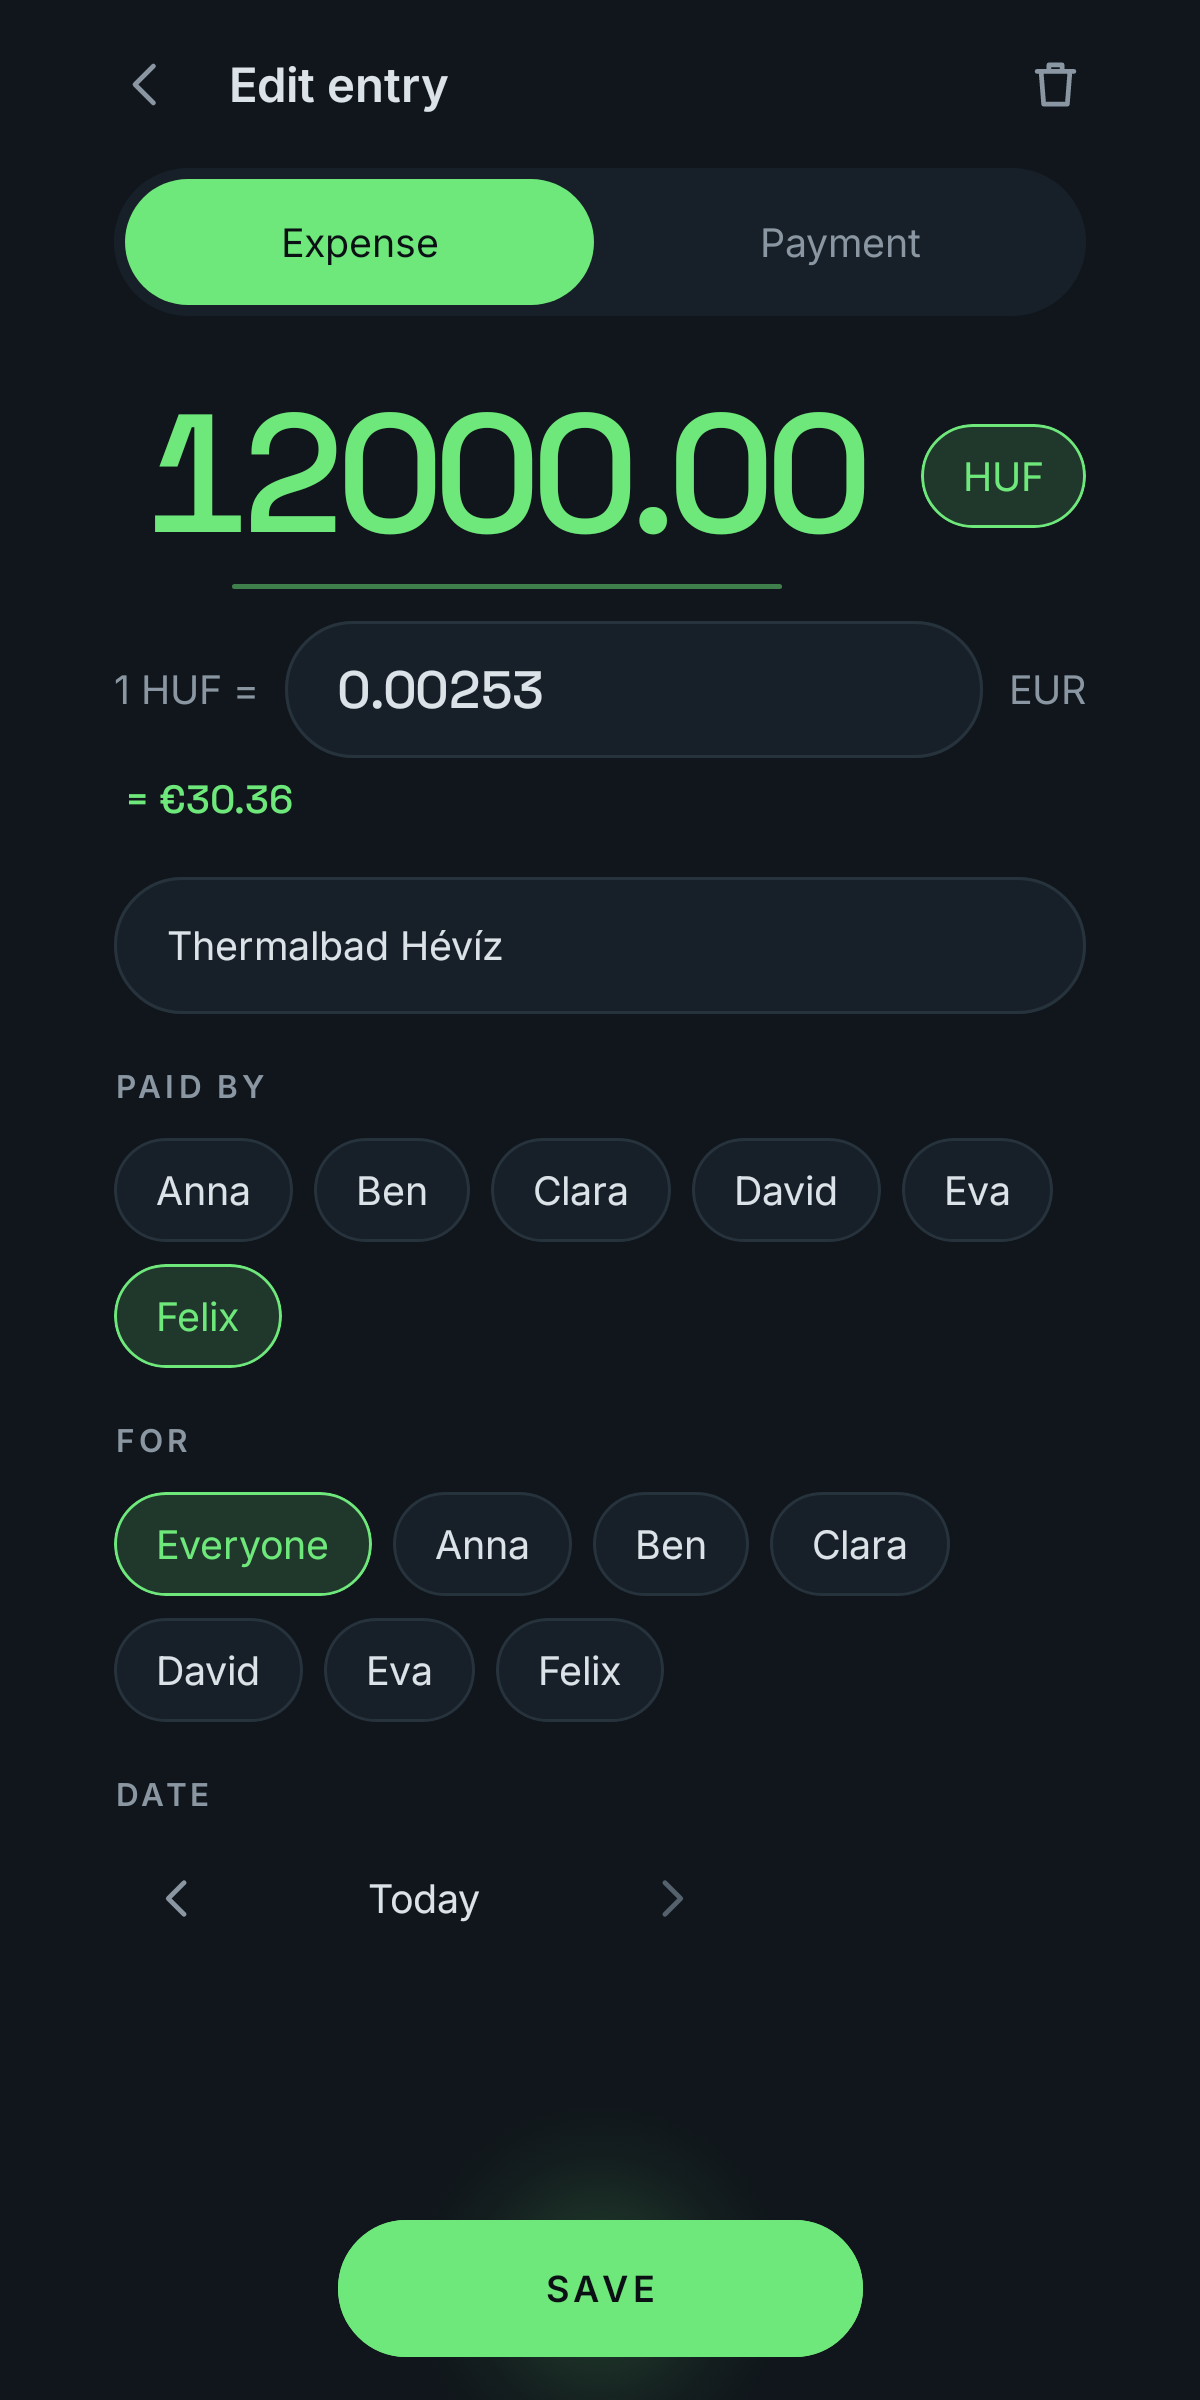 Edit entry
Expense Payment
12000.00 HUF
1 HUF = 0.00253 EUR
= €30.36
Thermalbad Hévíz
PAID BY
Anna Ben Clara David Eva
Felix
FOR
Everyone Anna Ben Clara
David Eva Felix
DATE
Today
SAVE